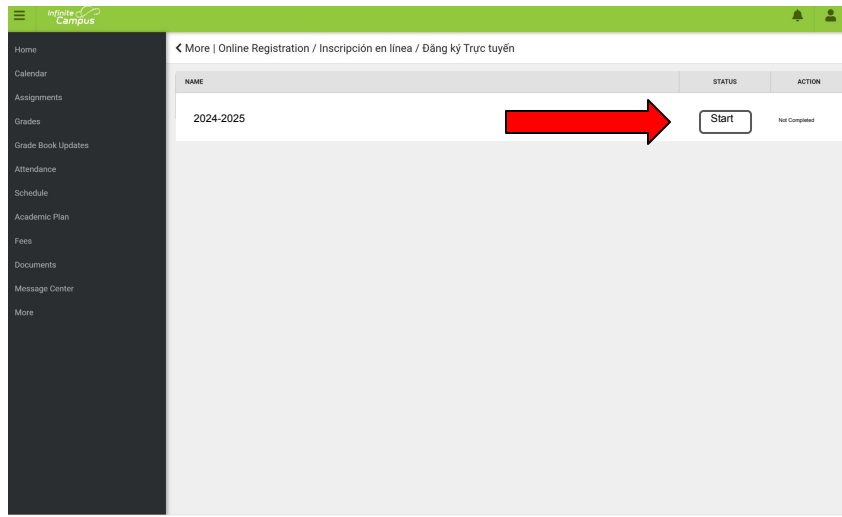 Infinite
Campus
Home
Calendar
Assignments
Grades
Grade Book Updates
Attendance
Schedule
Academic Plan
Fees
Documents
Message Center
More
More | Online Registration / Inscripción en línea / Đăng ký Trực tuyến
NAME STATUS ACTION
2024-2025 Start Not Completed